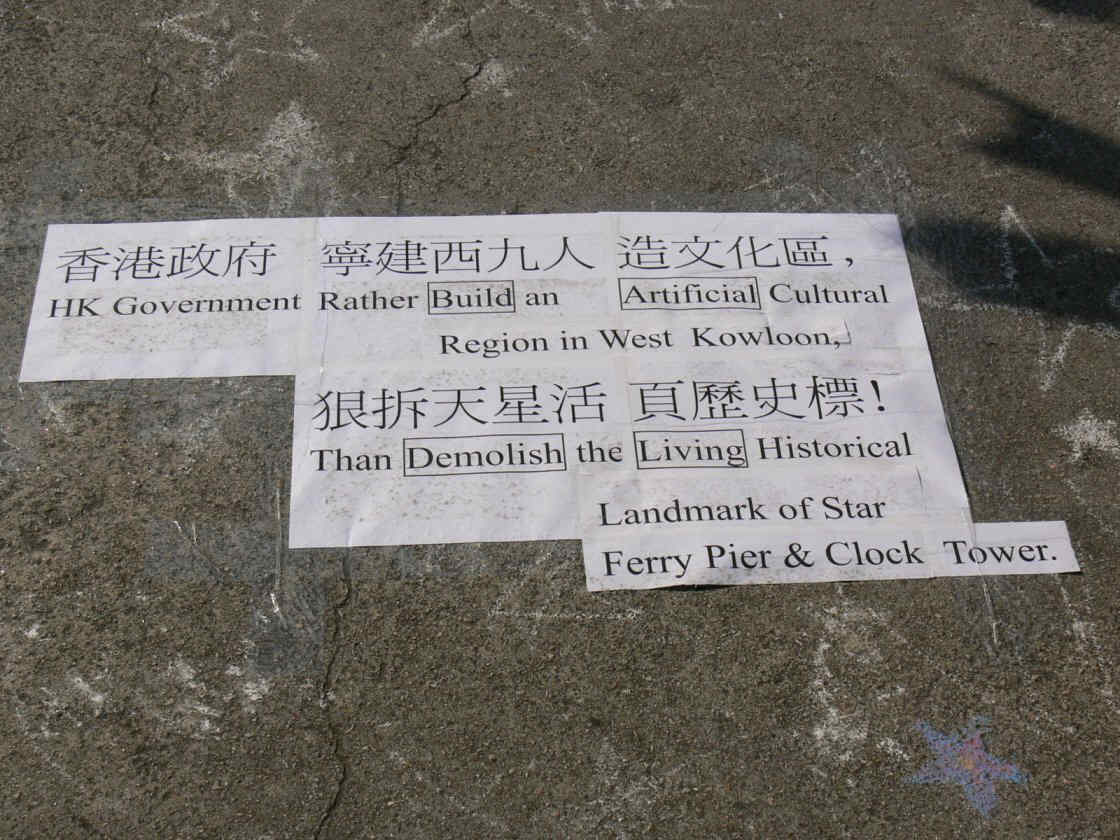 香港政府 寧建西九人 造文化區，
HK Government Rather Build an Artificial Cultural
Region in West Kowloon,
狠拆天星活 頁歷史標！
Than Demolish the Living Historical
Landmark of Star
Ferry Pier & Clock Tower.